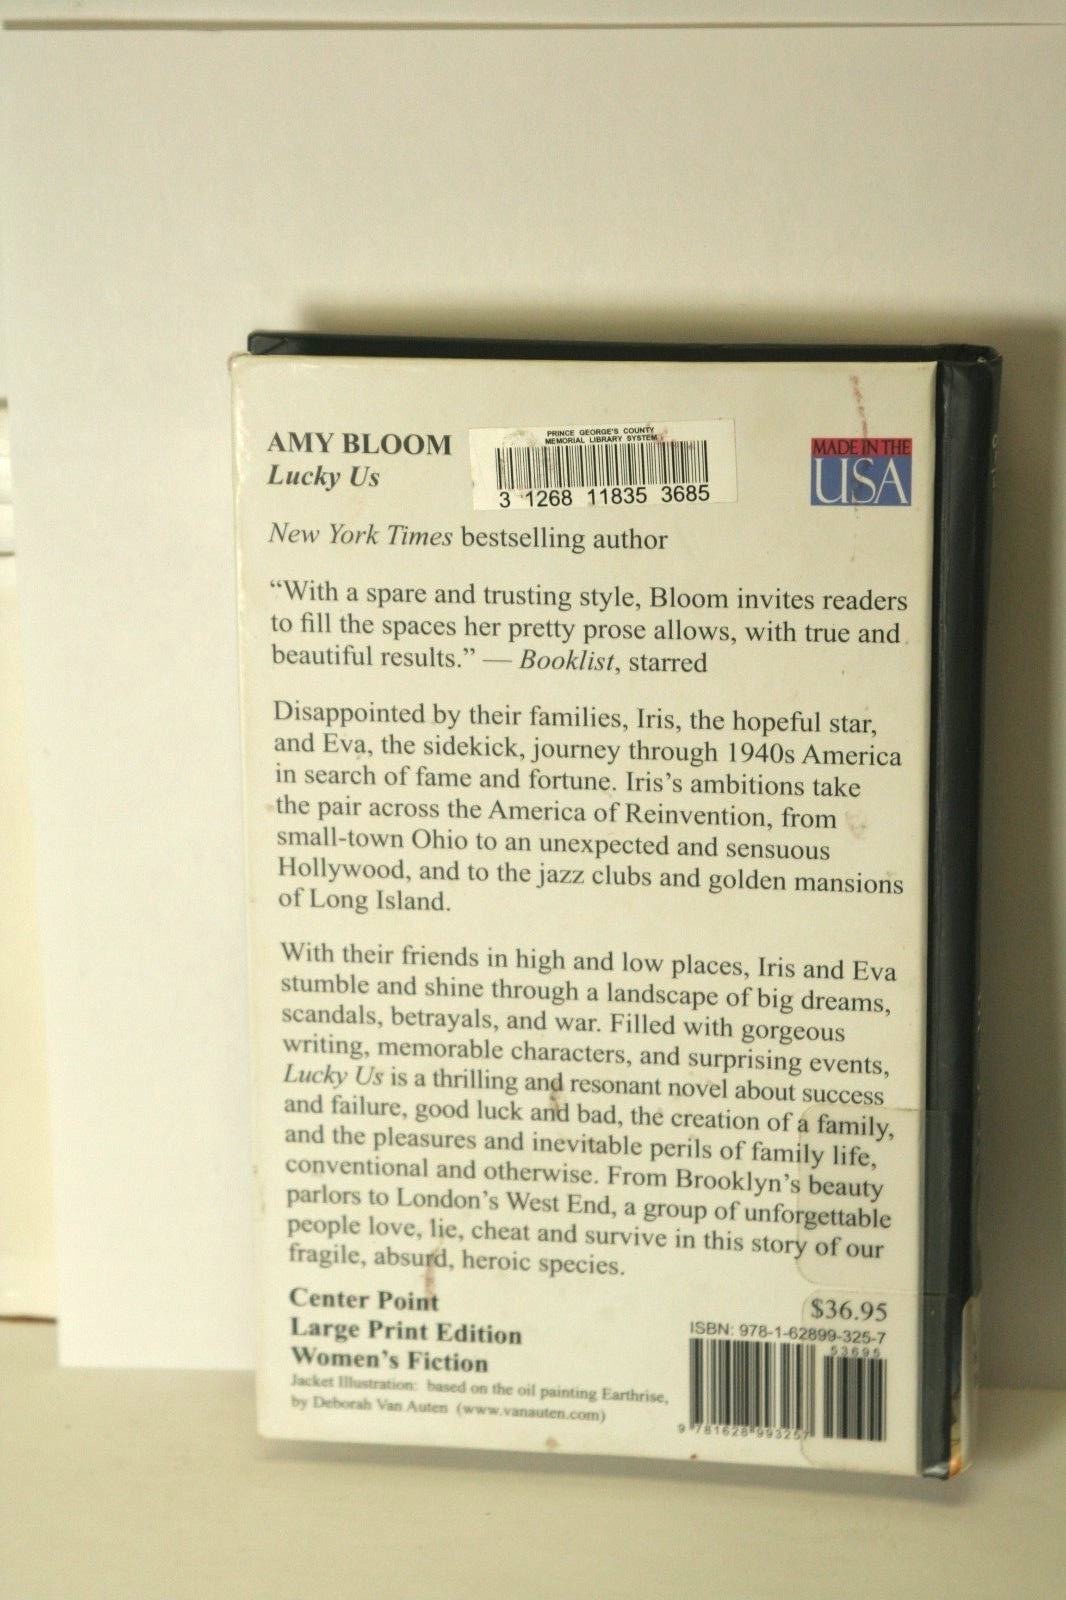 AMY BLOOM
Lucky Us
PRINCE GEORGE'S COUNTY
MEMORIAL LIBRARY SYSTEM
3 1268 11835 3685
MADE IN THE
USA
New York Times bestselling author
“With a spare and trusting style, Bloom invites readers
to fill the spaces her pretty prose allows, with true and
beautiful results.” — Booklist, starred
Disappointed by their families, Iris, the hopeful star,
and Eva, the sidekick, journey through 1940s America
in search of fame and fortune. Iris’s ambitions take
the pair across the America of Reinvention, from
small-town Ohio to an unexpected and sensuous
Hollywood, and to the jazz clubs and golden mansions
of Long Island.
With their friends in high and low places, Iris and Eva
stumble and shine through a landscape of big dreams,
scandals, betrayals, and war. Filled with gorgeous
writing, memorable characters, and surprising events,
Lucky Us is a thrilling and resonant novel about success
and failure, good luck and bad, the creation of a family,
and the pleasures and inevitable perils of family life,
conventional and otherwise. From Brooklyn’s beauty
parlors to London’s West End, a group of unforgettable
people love, lie, cheat and survive in this story of our
fragile, absurd, heroic species.
Center Point
Large Print Edition
Women’s Fiction
Jacket Illustration: based on the oil painting Earthrise,
by Deborah Van Auten (www.vanauten.com)
$36.95
ISBN: 978-1-62899-325-7
53695
9 781628 993257